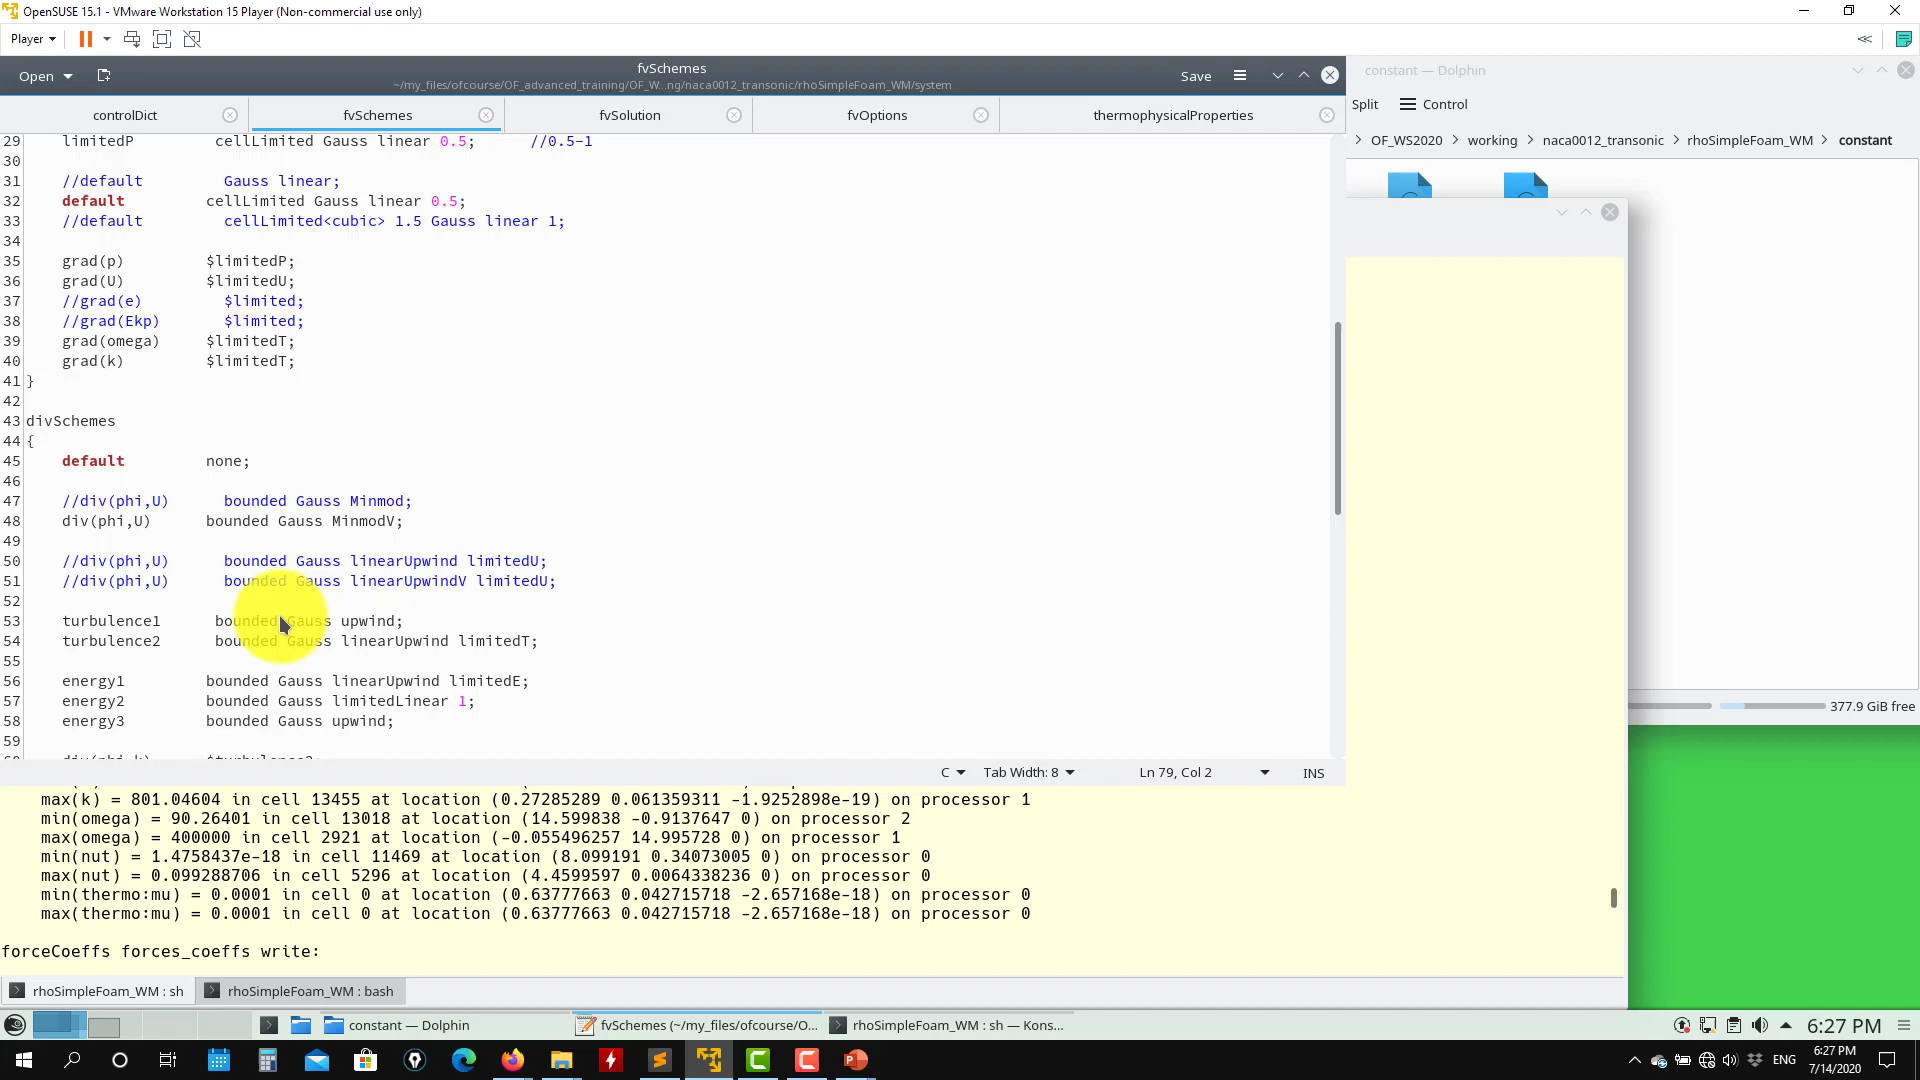 OpenSUSE 15.1 - VMware Workstation 15 Player (Non-commercial use only)
Player
Open
fvSchemes
~/my_files/ofcourse/OF_advanced_training/OF_W...ng/naca0012_transonic/rhoSimpleFoam_WM/system
Save
controlDict
fvSchemes
fvSolution
fvOptions
thermophysicalProperties
29 limitedP cellLimited Gauss linear 0.5; //0.5-1
30
31 //default Gauss linear;
32 default cellLimited Gauss linear 0.5;
33 //default cellLimited<cubic> 1.5 Gauss linear 1;
34
35 grad(p) $limitedP;
36 grad(U) $limitedU;
37 //grad(e) $limited;
38 //grad(Ekp) $limited;
39 grad(omega) $limitedT;
40 grad(k) $limitedT;
41 }
42
43 divSchemes
44 {
45 default none;
46
47 //div(phi,U) bounded Gauss Minmod;
48 div(phi,U) bounded Gauss MinmodV;
49
50 //div(phi,U) bounded Gauss linearUpwind limitedU;
51 //div(phi,U) bounded Gauss linearUpwindV limitedU;
52
53 turbulence1 bounded Gauss upwind;
54 turbulence2 bounded Gauss linearUpwind limitedT;
55
56 energy1 bounded Gauss linearUpwind limitedE;
57 energy2 bounded Gauss limitedLinear 1;
58 energy3 bounded Gauss upwind;
59
C
Tab Width: 8
Ln 79, Col 2
INS
constant — Dolphin
Split
Control
OF_WS2020 > working > naca0012_transonic > rhoSimpleFoam_WM > constant
377.9 GiB free
max(k) = 801.04604 in cell 13455 at location (0.27285289 0.061359311 -1.9252898e-19) on processor 1
min(omega) = 90.26401 in cell 13018 at location (14.599838 -0.9137647 0) on processor 2
max(omega) = 400000 in cell 2921 at location (-0.055496257 14.995728 0) on processor 1
min(nut) = 1.4758437e-18 in cell 11469 at location (8.099191 0.34073005 0) on processor 0
max(nut) = 0.099288706 in cell 5296 at location (4.4599597 0.0064338236 0) on processor 0
min(thermo:mu) = 0.0001 in cell 0 at location (0.63777663 0.042715718 -2.657168e-18) on processor 0
max(thermo:mu) = 0.0001 in cell 0 at location (0.63777663 0.042715718 -2.657168e-18) on processor 0
forceCoeffs forces_coeffs write:
rhoSimpleFoam_WM : sh
rhoSimpleFoam_WM : bash
constant — Dolphin
fvSchemes (~/my_files/ofcourse/O...
rhoSimpleFoam_WM : sh — Kons...
6:27 PM
ENG
6:27 PM
7/14/2020